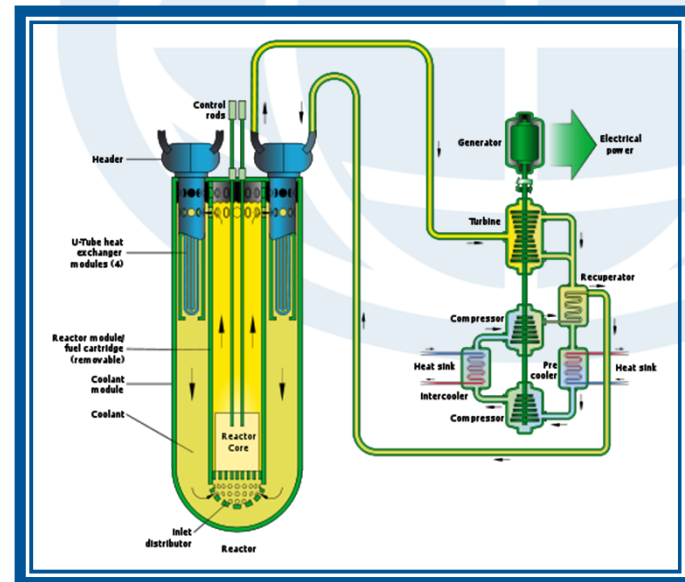 Control
rods
Header
U-Tube heat
exchanger
modules (4)
Reactor module/
fuel cartridge
(removable)
Coolant
module
Coolant
Reactor
Core
Inlet
distributor
Reactor
Generator
Electrical
power
Turbine
Recuperator
Compressor
Heat sink
Pre
cooler
Heat sink
Intercooler
Compressor